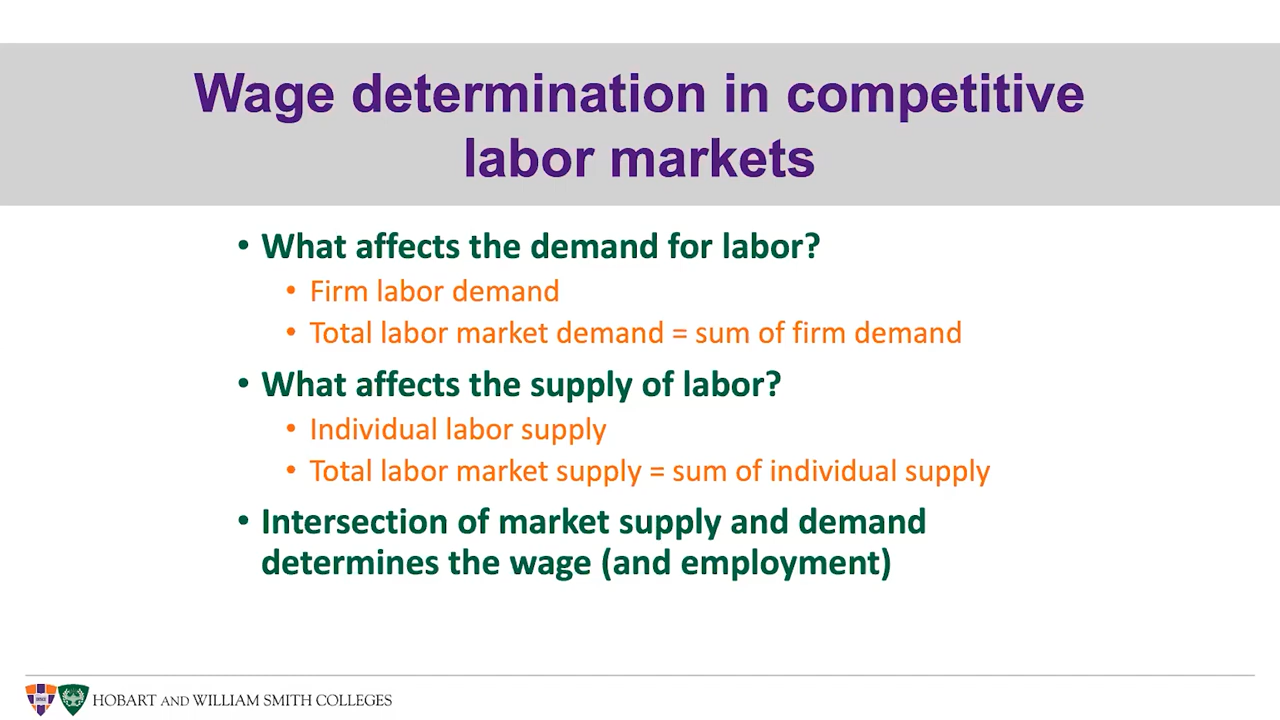 Wage determination in competitive
labor markets
• What affects the demand for labor?
• Firm labor demand
• Total labor market demand = sum of firm demand
• What affects the supply of labor?
• Individual labor supply
• Total labor market supply = sum of individual supply
• Intersection of market supply and demand
determines the wage (and employment)
HOBART AND WILLIAM SMITH COLLEGES